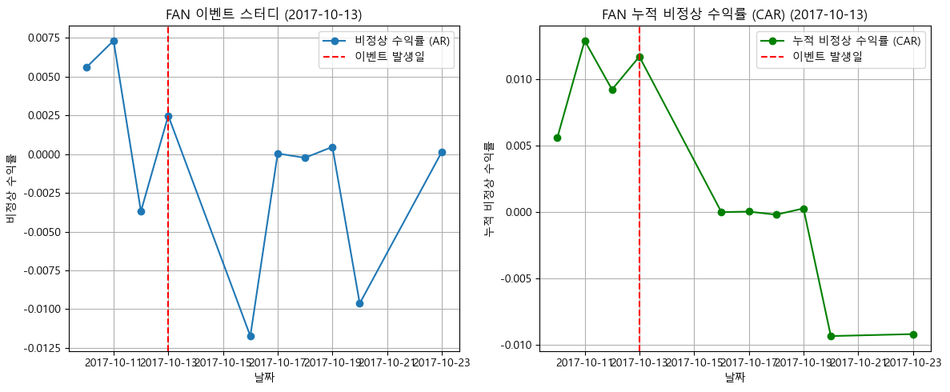 FAN 이벤트 스터디 (2017-10-13)
비정상 수익률 (AR)
이벤트 발생일
0.0075
0.0050
0.0025
0.0000
-0.0025
-0.0050
-0.0075
-0.0100
-0.0125
비정상 수익률
2017-10-11 2017-10-13 2017-10-15 2017-10-17 2017-10-19 2017-10-21 2017-10-23
날짜
FAN 누적 비정상 수익률 (CAR) (2017-10-13)
누적 비정상 수익률 (CAR)
이벤트 발생일
0.010
0.005
0.000
-0.005
-0.010
누적 비정상 수익률
2017-10-11 2017-10-13 2017-10-15 2017-10-17 2017-10-19 2017-10-21 2017-10-23
날짜